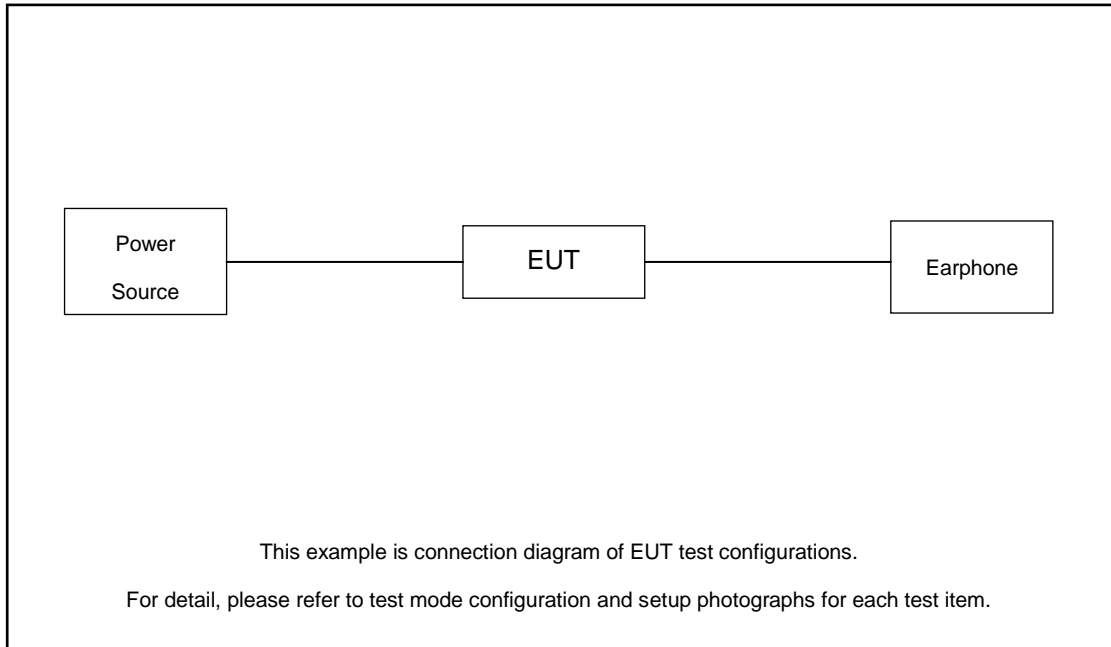 Power
Source
EUT
Earphone
This example is connection diagram of EUT test configurations.
For detail, please refer to test mode configuration and setup photographs for each test item.